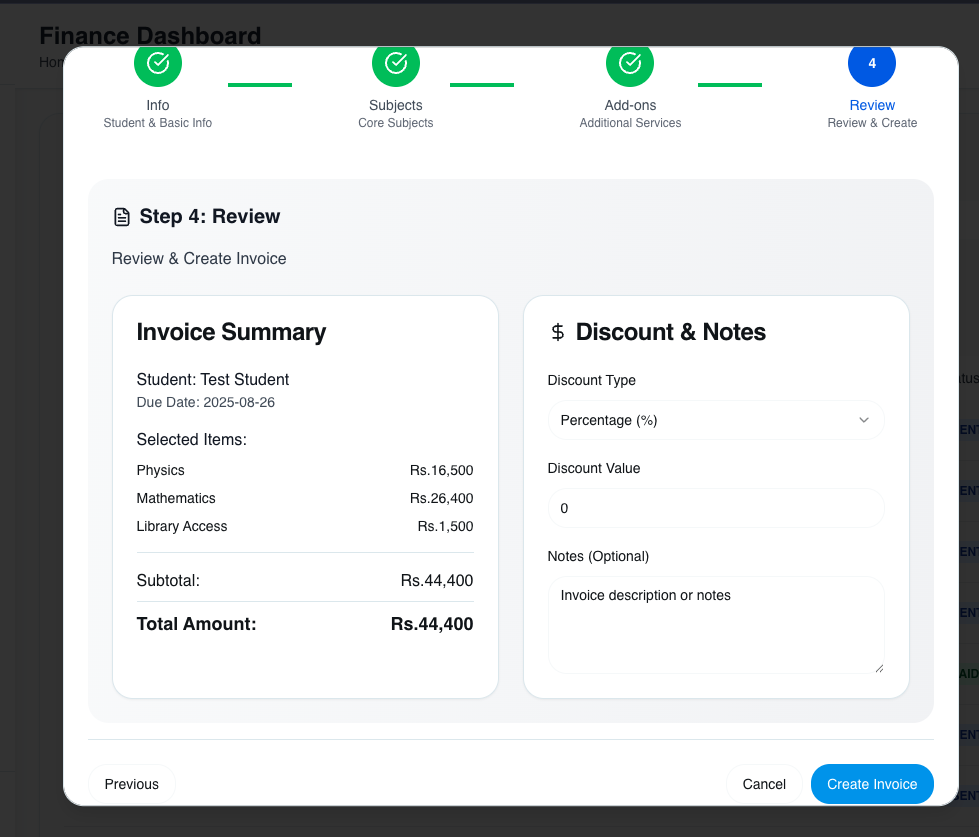 Finance Dashboard
4
Info
Subjects
Add-ons
Review
Student & Basic Info
Core Subjects
Additional Services
Review & Create
Step 4: Review
Review & Create Invoice
Invoice Summary
Student: Test Student
Due Date: 2025-08-26
Selected Items:
Physics Rs.16,500
Mathematics Rs.26,400
Library Access Rs.1,500
Subtotal: Rs.44,400
Total Amount: Rs.44,400
$ Discount & Notes
Discount Type
Percentage (%)
Discount Value
0
Notes (Optional)
Invoice description or notes
Previous
Cancel
Create Invoice